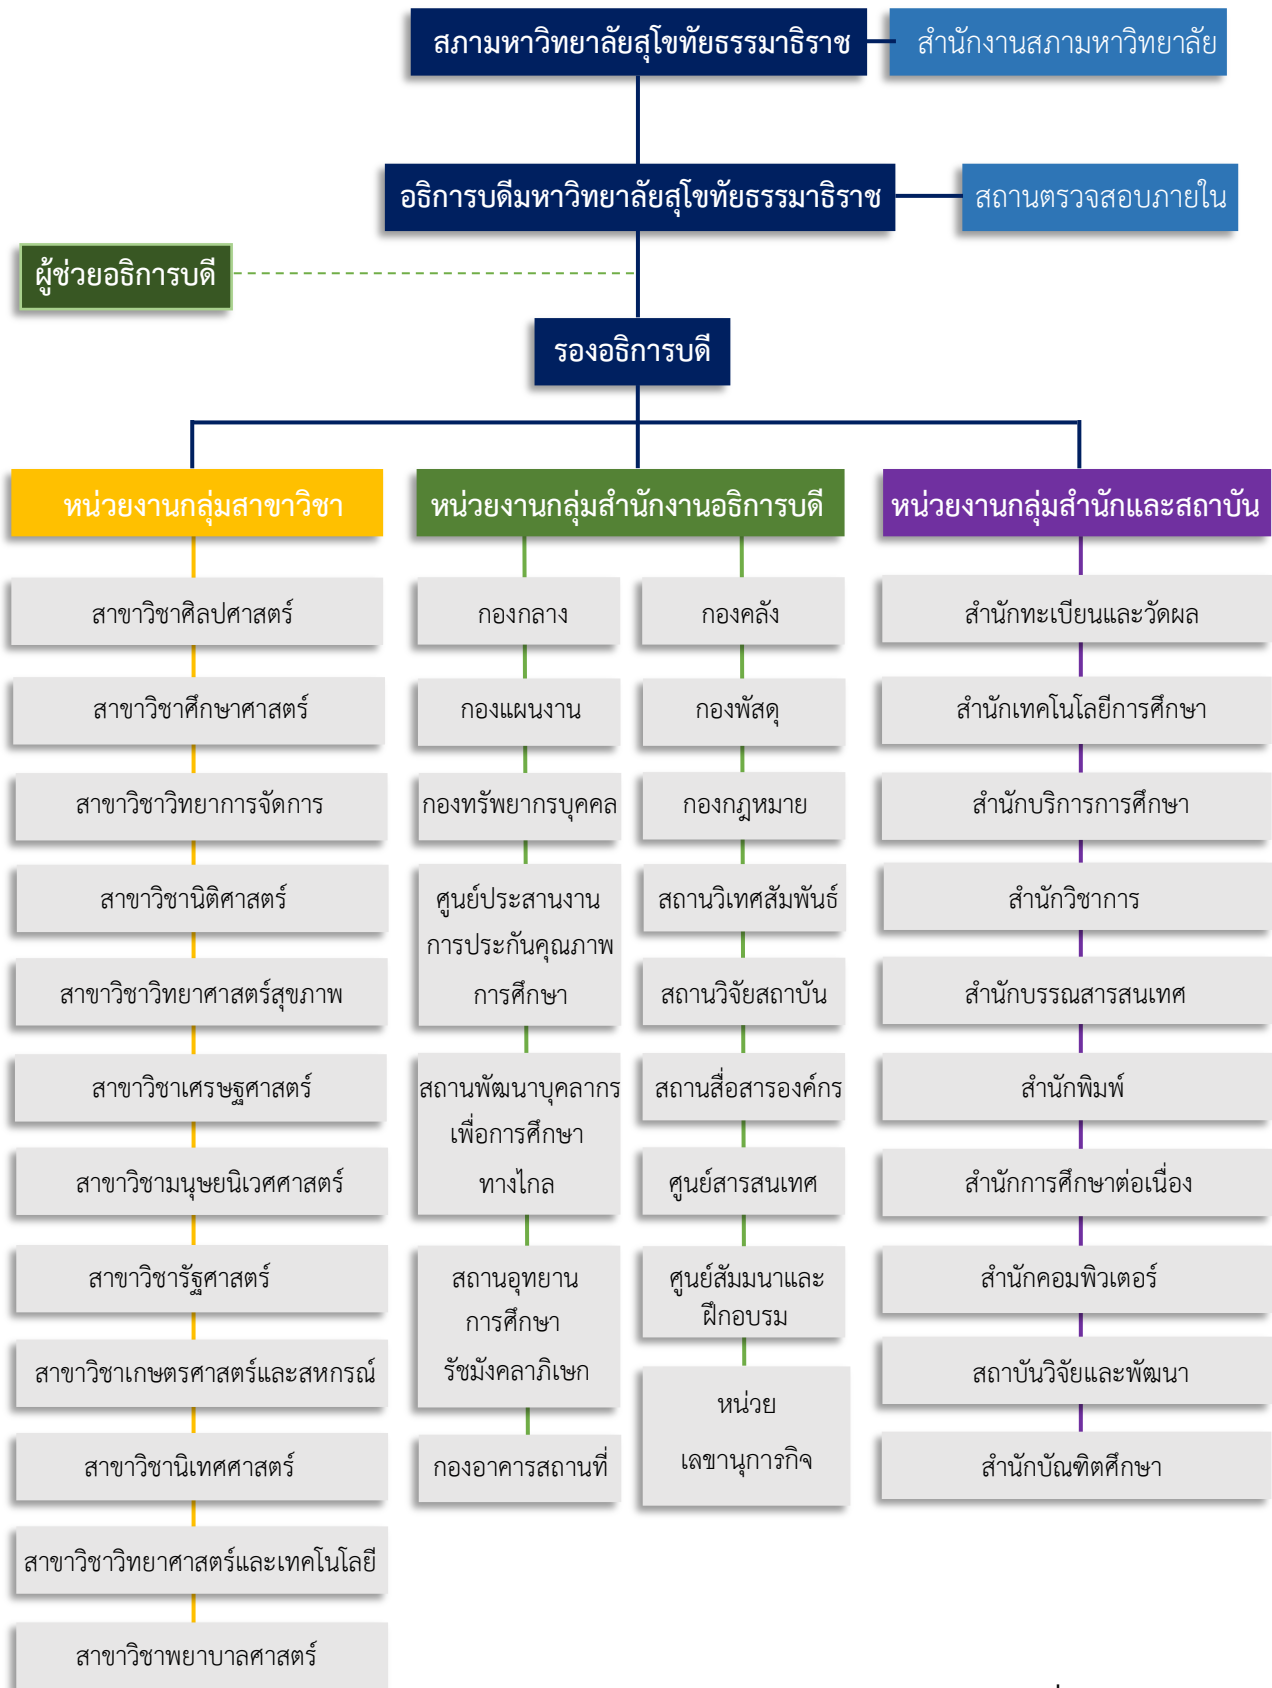 สภามหาวิทยาลัยสุโขทัยธรรมาธิราช
สำนักงานสภามหาวิทยาลัย
อธิการบดีมหาวิทยาลัยสุโขทัยธรรมาธิราช
สถานตรวจสอบภายใน
ผู้ช่วยอธิการบดี
รองอธิการบดี
หน่วยงานกลุ่มสาขาวิชา
สาขาวิชาศิลปศาสตร์
สาขาวิชาศึกษาศาสตร์
สาขาวิชาวิทยาการจัดการ
สาขาวิชานิติศาสตร์
สาขาวิชาวิทยาศาสตร์สุขภาพ
สาขาวิชาเศรษฐศาสตร์
สาขาวิชามนุษยนิเวศศาสตร์
สาขาวิชารัฐศาสตร์
สาขาวิชาเกษตรศาสตร์และสหกรณ์
สาขาวิชานิเทศศาสตร์
สาขาวิชาวิทยาศาสตร์และเทคโนโลยี
สาขาวิชาพยาบาลศาสตร์
หน่วยงานกลุ่มสำนักงานอธิการบดี
กองกลาง
กองแผนงาน
กองทรัพยากรบุคคล
ศูนย์ประสานงาน
การประกันคุณภาพ
การศึกษา
สถานพัฒนาบุคลากร
เพื่อการศึกษา
ทางไกล
สถานอุทยาน
การศึกษา
รัชมังคลาภิเษก
กองอาคารสถานที่
กองคลัง
กองพัสดุ
กองกฎหมาย
สถานวิเทศสัมพันธ์
สถานวิจัยสถาบัน
สถานสื่อสารองค์กร
ศูนย์สารสนเทศ
ศูนย์สัมมนาและ
ฝึกอบรม
หน่วย
เลขานุการกิจ
หน่วยงานกลุ่มสำนักและสถาบัน
สำนักทะเบียนและวัดผล
สำนักเทคโนโลยีการศึกษา
สำนักบริการการศึกษา
สำนักวิชาการ
สำนักบรรณสารสนเทศ
สำนักพิมพ์
สำนักการศึกษาต่อเนื่อง
สำนักคอมพิวเตอร์
สถาบันวิจัยและพัฒนา
สำนักบัณฑิตศึกษา